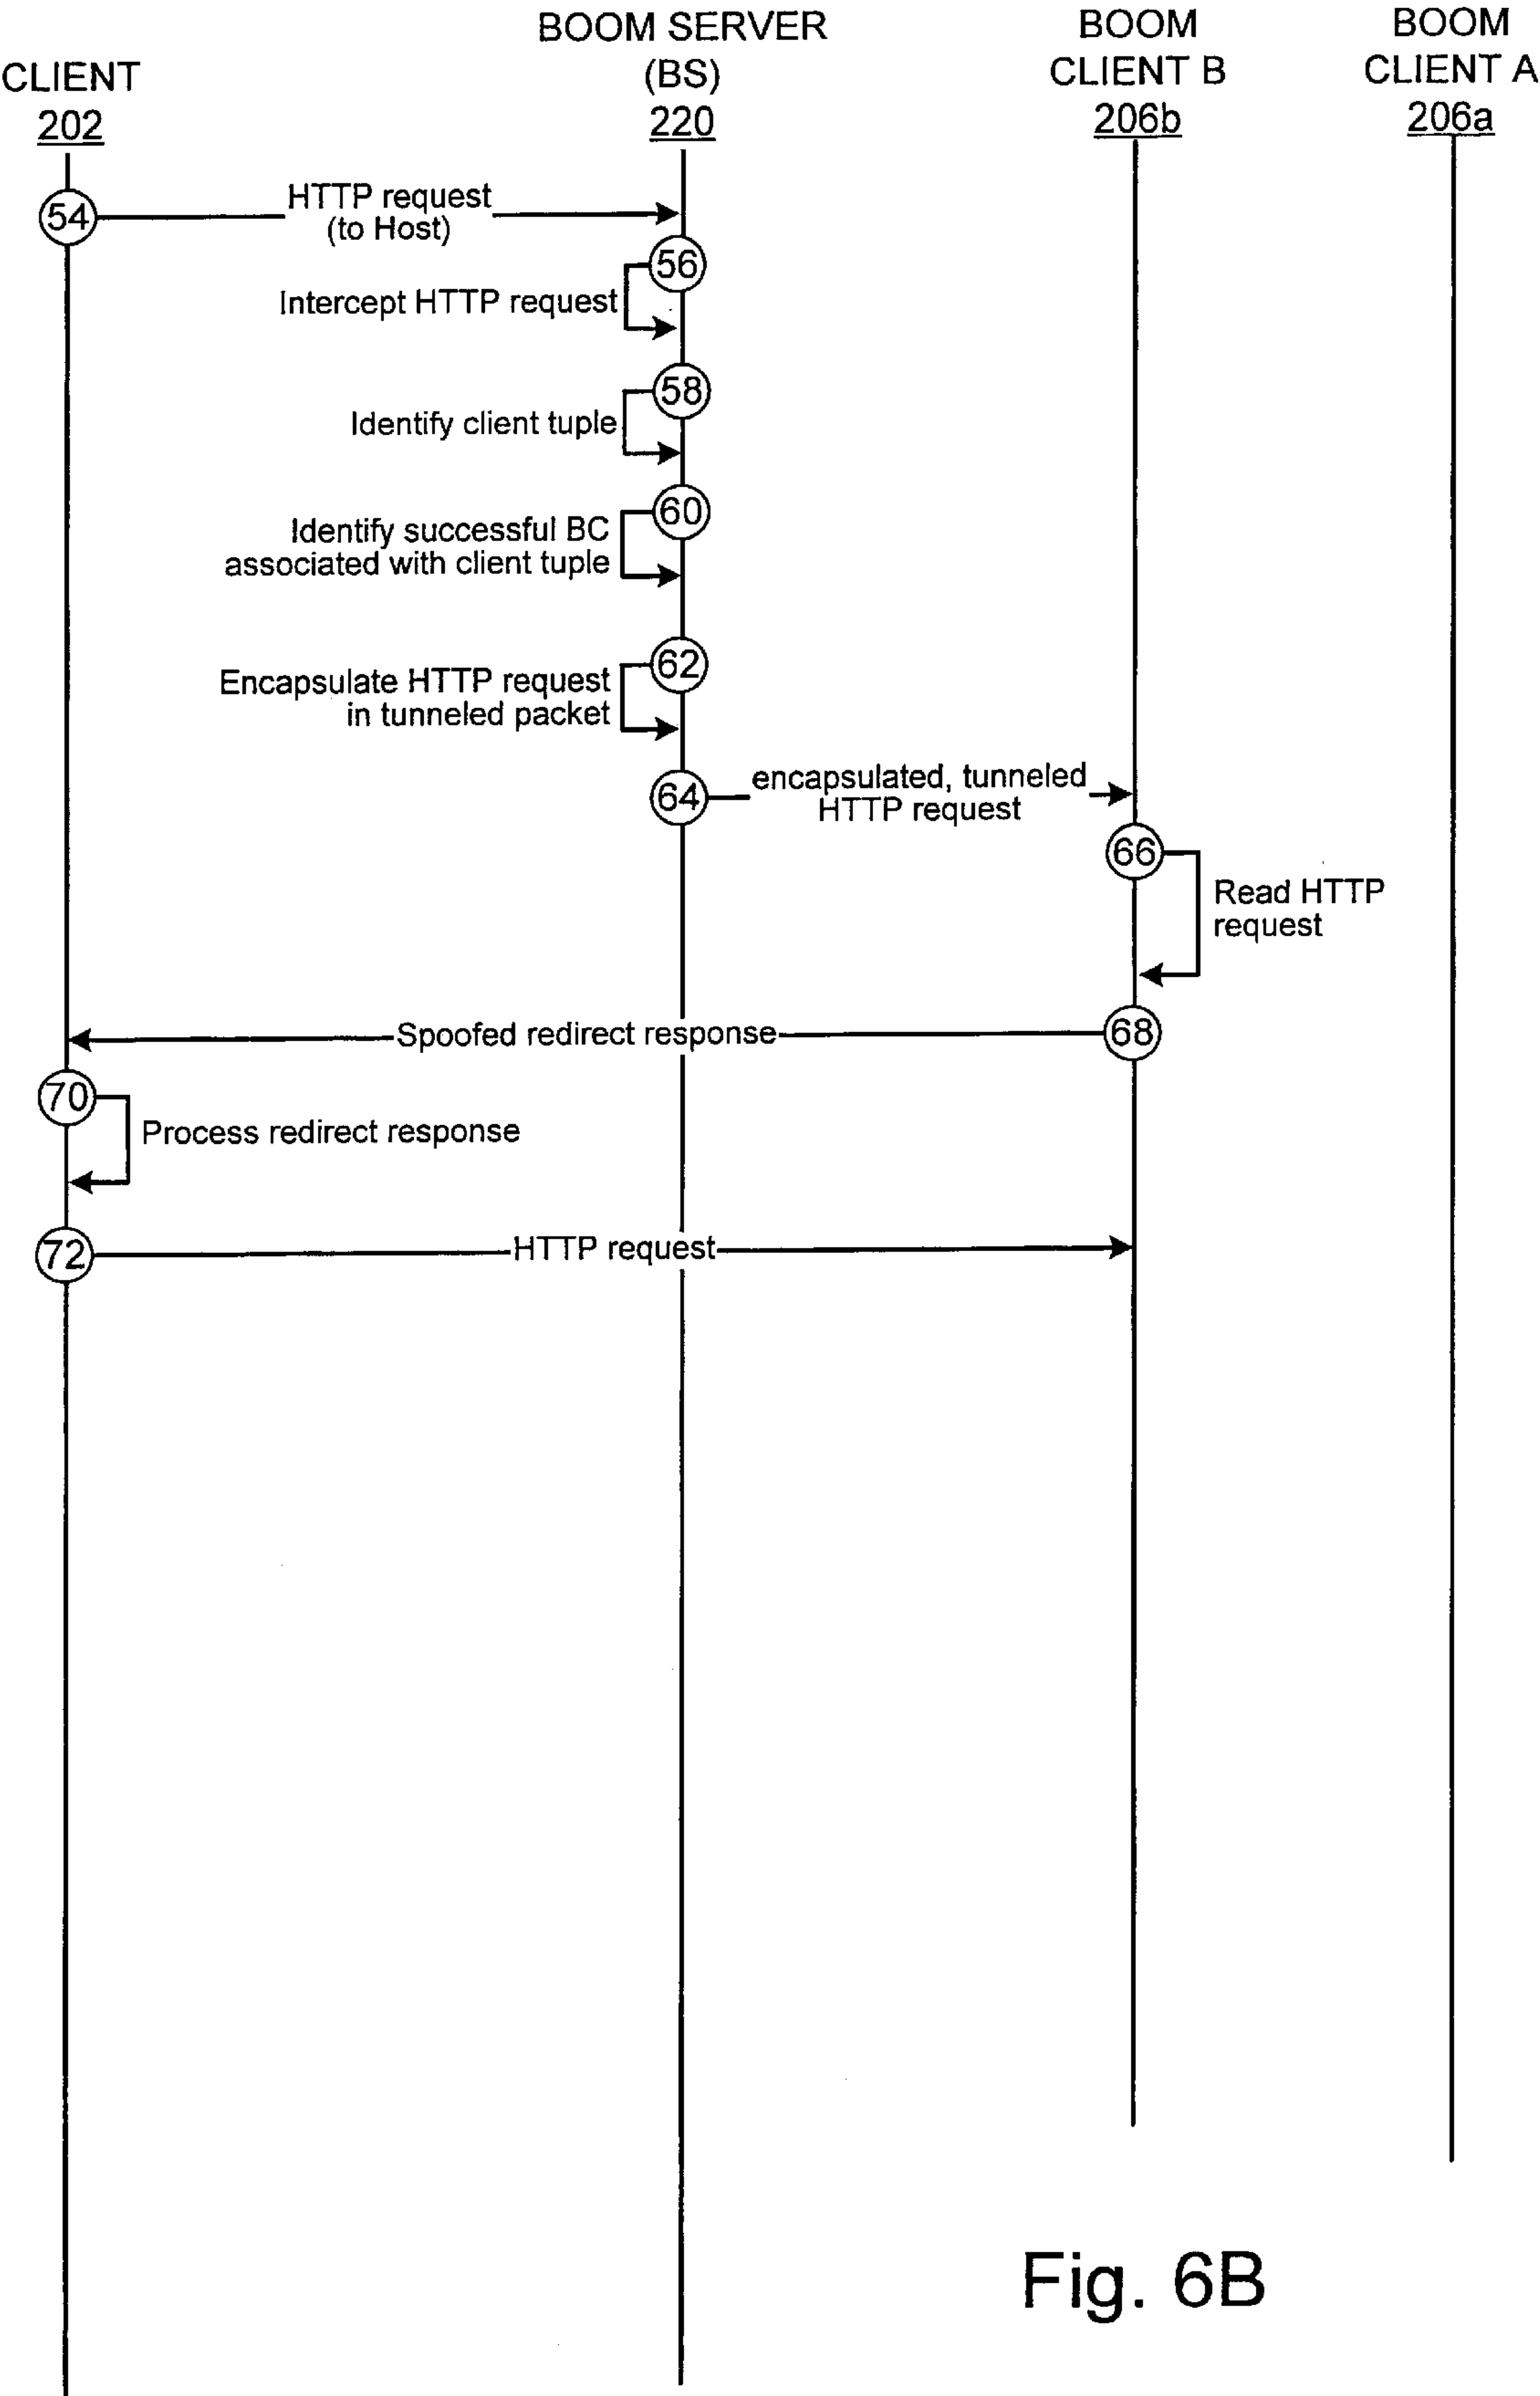 CLIENT
202
BOOM SERVER
(BS)
220
BOOM
CLIENT B
206b
BOOM
CLIENT A
206a
54
HTTP request
(to Host)
56
Intercept HTTP request
58
Identify client tuple
60
Identify successful BC
associated with client tuple
62
Encapsulate HTTP request
in tunneled packet
64
encapsulated, tunneled
HTTP request
66
Read HTTP
request
68
Spoofed redirect response
70
Process redirect response
72
HTTP request
Fig. 6B